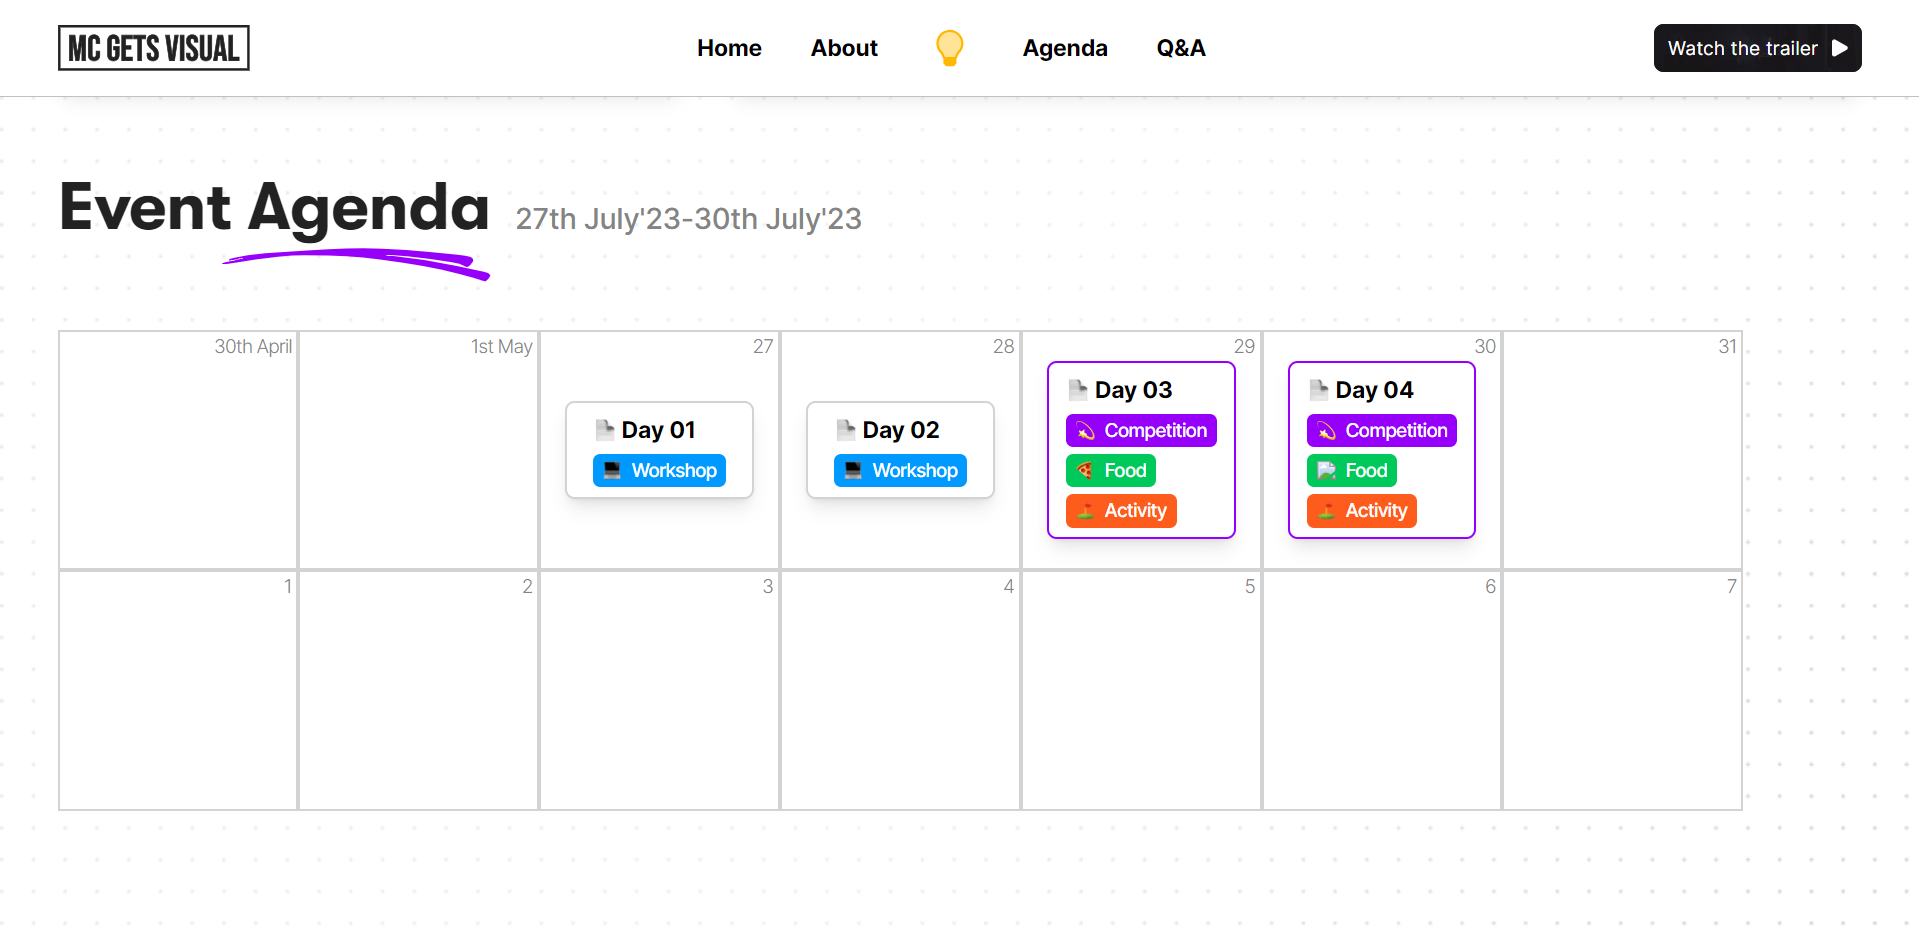 MC GETS VISUAL
Home About Agenda Q&A
Watch the trailer
Event Agenda 27th July'23-30th July'23
30th April 1st May 27 28 29 30 31
Day 01
Workshop
Day 02
Workshop
Day 03
Competition
Food
Activity
Day 04
Competition
Food
Activity
1 2 3 4 5 6 7